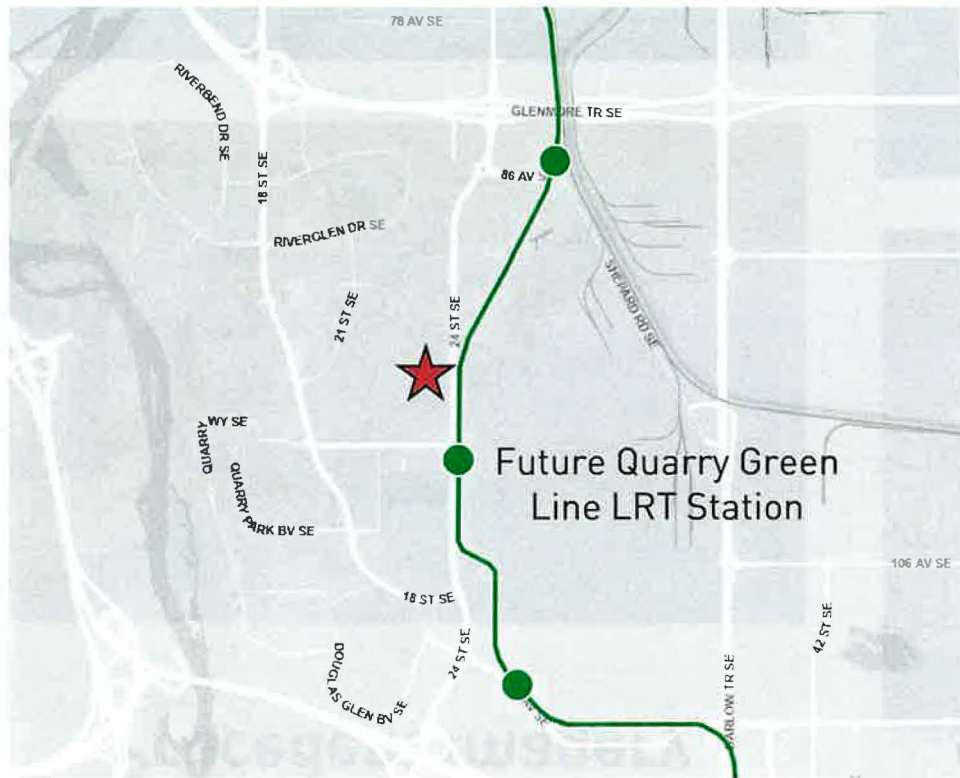 78 AV SE
RIVERBEND DR SE
GLENMORE TR SE
18 ST SE
86 AV S
RIVERGLEN DR SE
SHEPARD RD SE
21 ST SE
24 ST SE
QUARRY
WY SE
Future Quarry Green
Line LRT Station
QUARRY PARK BV SE
106 AV SE
18 ST SE
42 ST SE
24 ST SE
DOUGLAS GLEN BV SE
AV SE
BARLOW TR SE